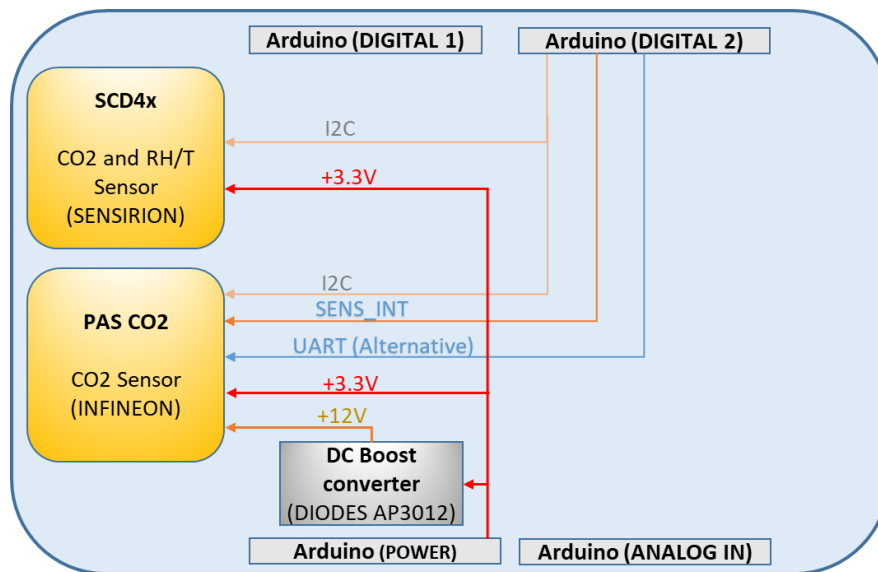 Arduino (DIGITAL 1)
Arduino (DIGITAL 2)
SCD4x
CO2 and RH/T
Sensor
(SENSIRION)
I2C
+3.3V
PAS CO2
CO2 Sensor
(INFINEON)
I2C
SENS_INT
UART (Alternative)
+3.3V
+12V
DC Boost
converter
(DIODES AP3012)
Arduino (POWER)
Arduino (ANALOG IN)